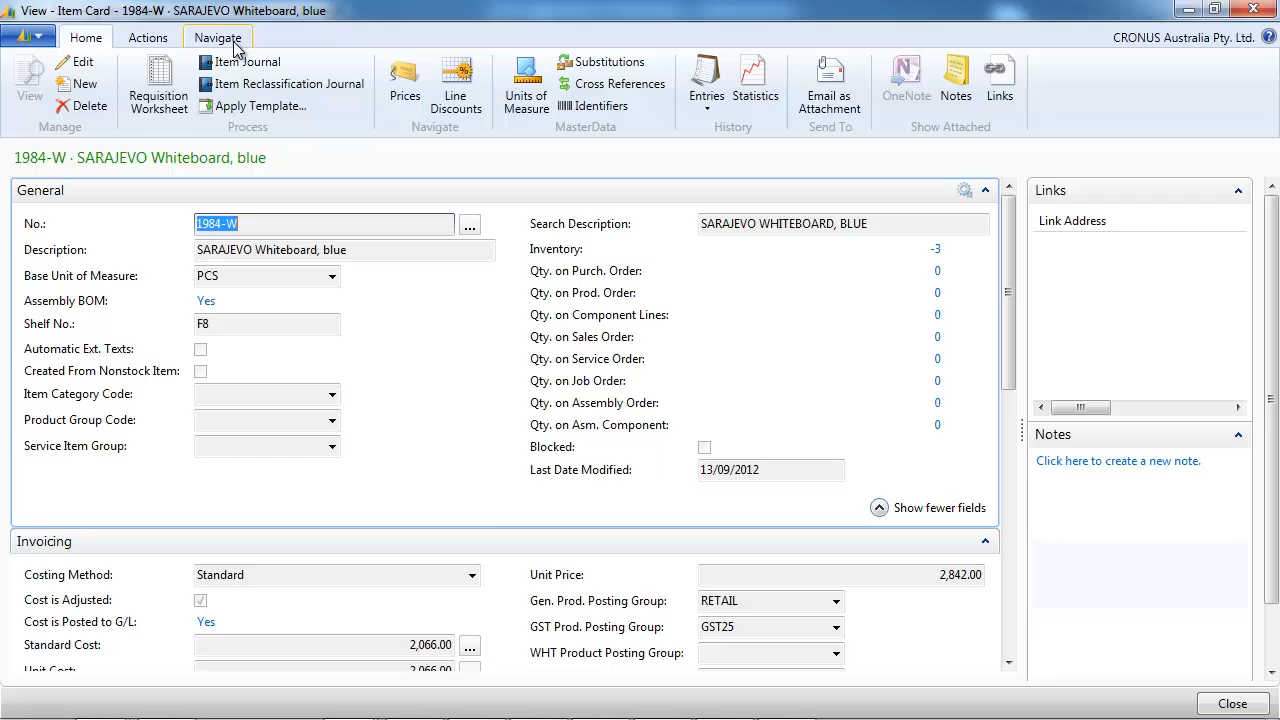 View - Item Card - 1984-W · SARAJEVO Whiteboard, blue
Home Actions Navigate CRONUS Australia Pty. Ltd.
View
Edit
New
Delete
Manage
Requisition
Worksheet
Item Journal
Item Reclassification Journal
Apply Template...
Process
Prices
Line
Discounts
Navigate
Units of
Measure
Substitutions
Cross References
Identifiers
MasterData
Entries
Statistics
History
Email as
Attachment
Send To
OneNote
Notes
Links
Show Attached
1984-W · SARAJEVO Whiteboard, blue
General
No.: 1984-W ...
Description: SARAJEVO Whiteboard, blue
Base Unit of Measure: PCS
Assembly BOM: Yes
Shelf No.: F8
Automatic Ext. Texts:
Created From Nonstock Item:
Item Category Code:
Product Group Code:
Service Item Group:
Search Description: SARAJEVO WHITEBOARD, BLUE
Inventory: -3
Qty. on Purch. Order: 0
Qty. on Prod. Order: 0
Qty. on Component Lines: 0
Qty. on Sales Order: 0
Qty. on Service Order: 0
Qty. on Job Order: 0
Qty. on Assembly Order: 0
Qty. on Asm. Component: 0
Blocked:
Last Date Modified: 13/09/2012
Show fewer fields
Invoicing
Costing Method: Standard
Cost is Adjusted:
Cost is Posted to G/L: Yes
Standard Cost: 2,066.00 ...
Unit Cost: 2,066.00
Unit Price: 2,842.00
Gen. Prod. Posting Group: RETAIL
GST Prod. Posting Group: GST25
WHT Product Posting Group:
Links
Link Address
Notes
Click here to create a new note.
Close